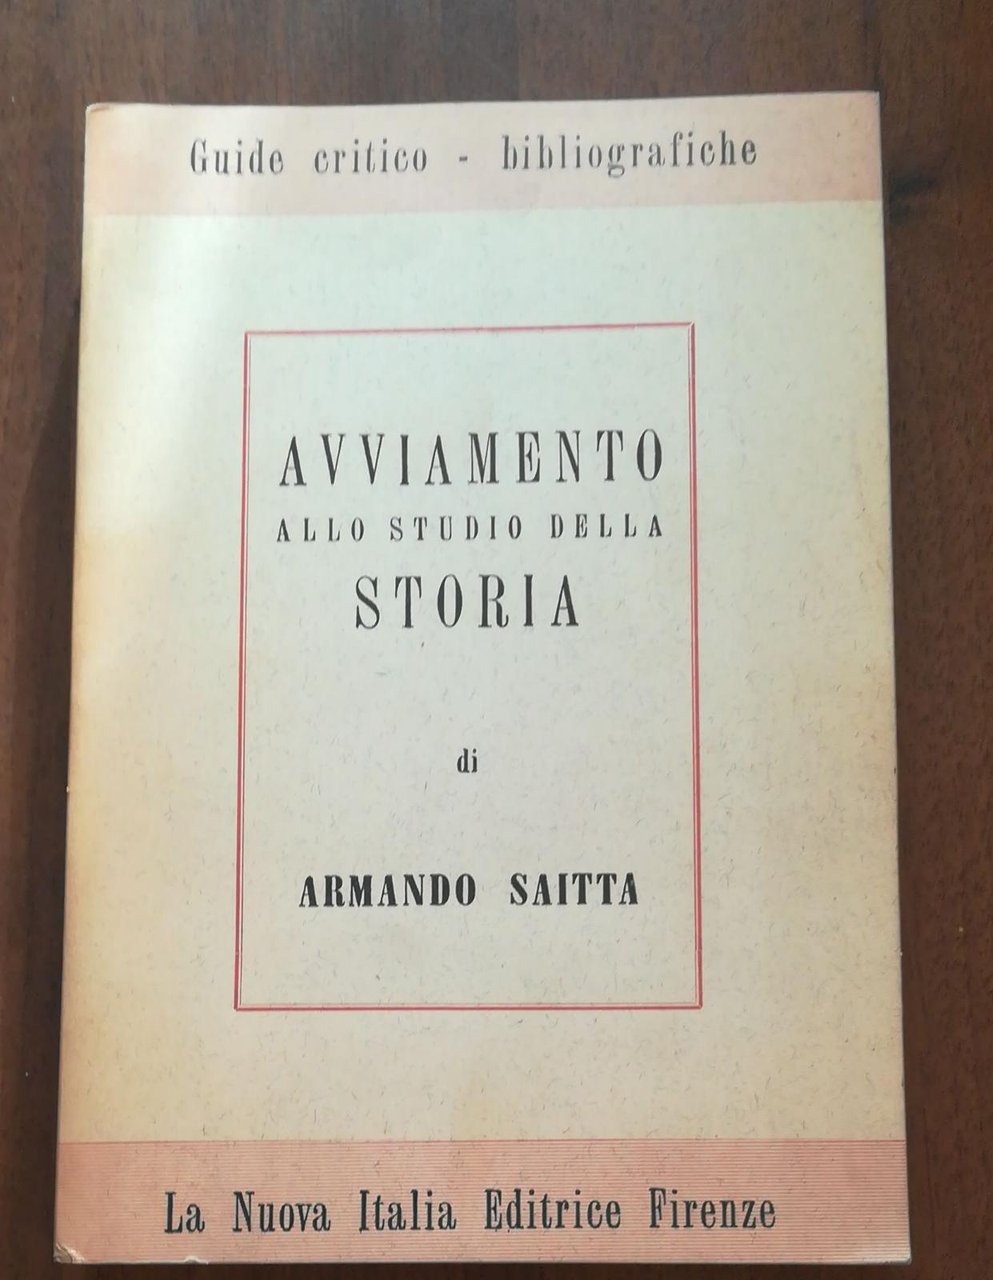 Guide critico - bibliografiche
AVVIAMENTO
ALLO STUDIO DELLA
STORIA
di
ARMANDO SAITTA
La Nuova Italia Editrice Firenze